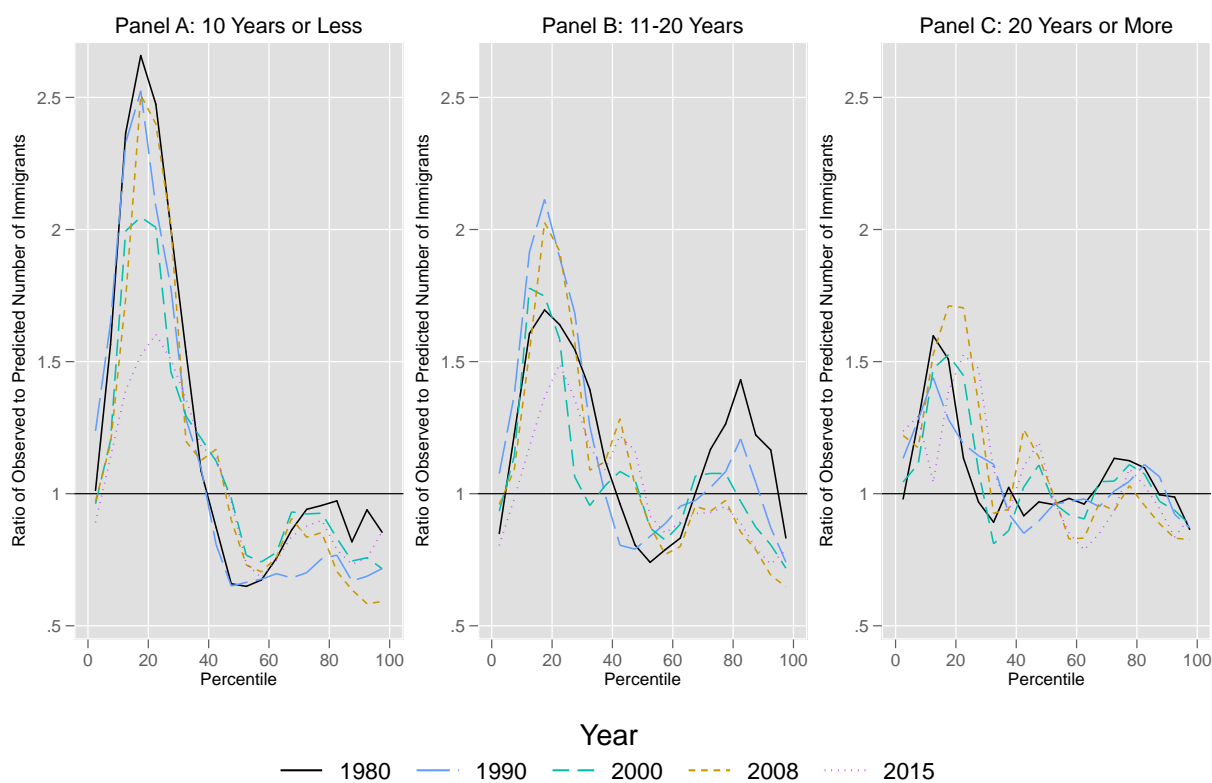 Panel A: 10 Years or Less
Ratio of Observed to Predicted Number of Immigrants
2.5
2
1.5
1
.5
0 20 40 60 80 100
Percentile
Panel B: 11-20 Years
Ratio of Observed to Predicted Number of Immigrants
2.5
2
1.5
1
.5
0 20 40 60 80 100
Percentile
Panel C: 20 Years or More
Ratio of Observed to Predicted Number of Immigrants
2.5
2
1.5
1
.5
0 20 40 60 80 100
Percentile
Year
1980 1990 2000 2008 2015